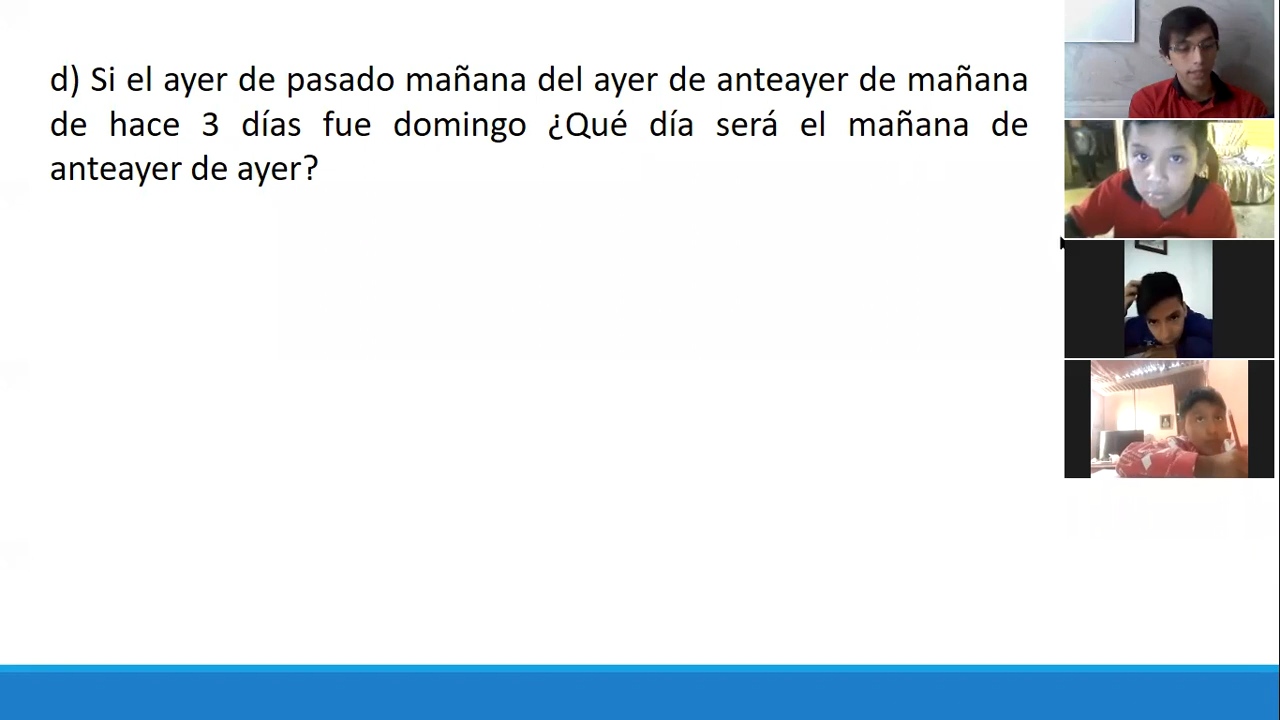 d) Si el ayer de pasado mañana del ayer de anteayer de mañana
de hace 3 días fue domingo ¿Qué día será el mañana de
anteayer de ayer?